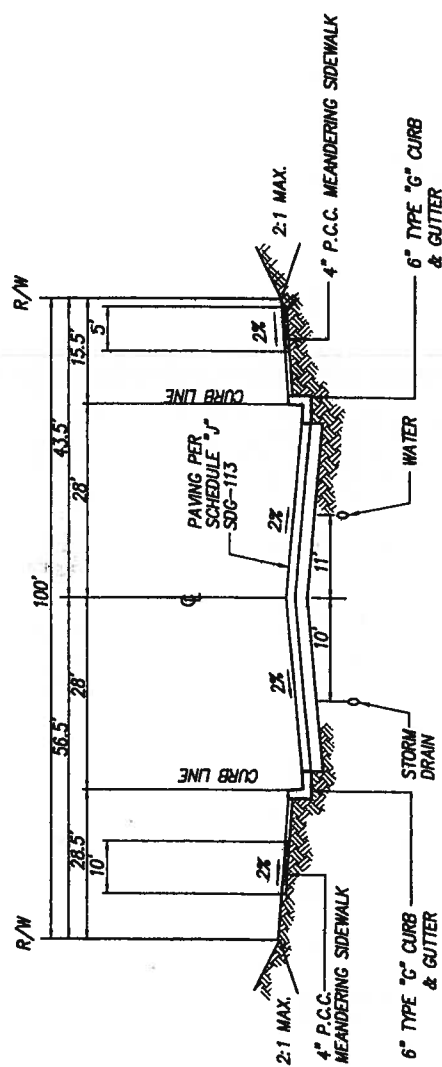 R/W
R/W
100'
56.5'
43.5'
28.5'
28'
28'
15.5'
10'
5'
CURB LINE
℄
CURB LINE
PAVING PER
SCHEDULE "J"
SDG-113
2%
2%
2%
2%
2:1 MAX.
2:1 MAX.
4" P.C.C.
MEANDERING SIDEWALK
4" P.C.C. MEANDERING SIDEWALK
10'
11'
STORM
DRAIN
WATER
6" TYPE "G" CURB
& GUTTER
6" TYPE "G" CURB
& GUTTER